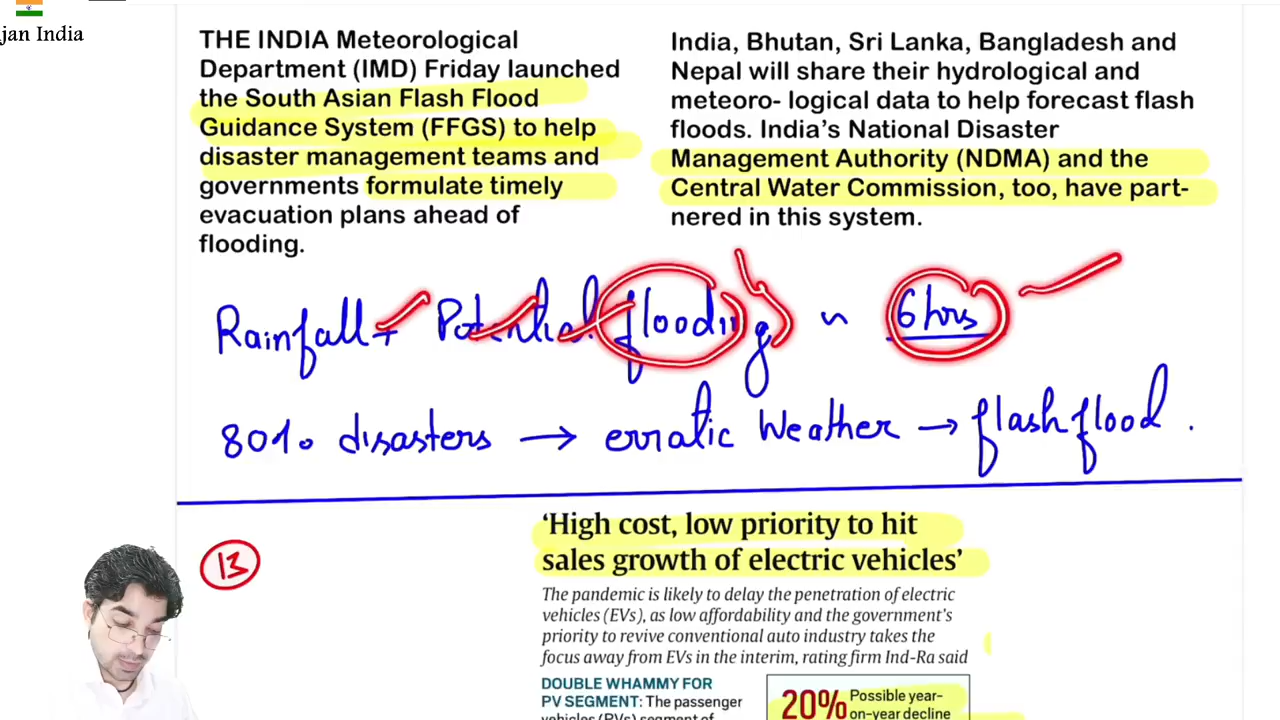 jan India
THE INDIA Meteorological
Department (IMD) Friday launched
the South Asian Flash Flood
Guidance System (FFGS) to help
disaster management teams and
governments formulate timely
evacuation plans ahead of
flooding.
India, Bhutan, Sri Lanka, Bangladesh and
Nepal will share their hydrological and
meteoro- logical data to help forecast flash
floods. India's National Disaster
Management Authority (NDMA) and the
Central Water Commission, too, have part-
nered in this system.
Rainfall + Potential flooding ~ 6 hrs
80% disasters → erratic Weather → flash flood.
13
'High cost, low priority to hit
sales growth of electric vehicles'
The pandemic is likely to delay the penetration of electric
vehicles (EVs), as low affordability and the government's
priority to revive conventional auto industry takes the
focus away from EVs in the interim, rating firm Ind-Ra said
DOUBLE WHAMMY FOR
PV SEGMENT: The passenger
vehicles (PVs) segment of
20% Possible year-
on-year decline